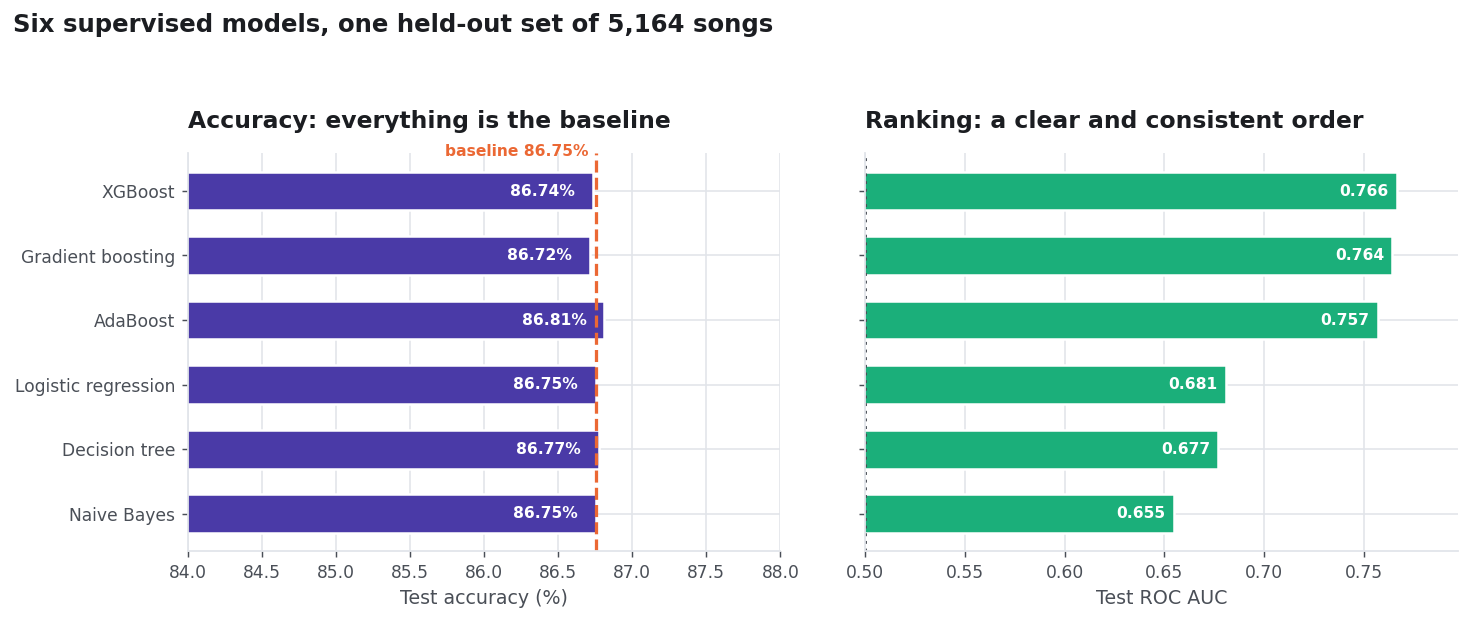 Six supervised models, one held-out set of 5,164 songs
Accuracy: everything is the baseline
baseline 86.75%
XGBoost 86.74%
Gradient boosting 86.72%
AdaBoost 86.81%
Logistic regression 86.75%
Decision tree 86.77%
Naive Bayes 86.75%
84.0 84.5 85.0 85.5 86.0 86.5 87.0 87.5 88.0
Test accuracy (%)
Ranking: a clear and consistent order
0.766
0.764
0.757
0.681
0.677
0.655
0.50 0.55 0.60 0.65 0.70 0.75
Test ROC AUC